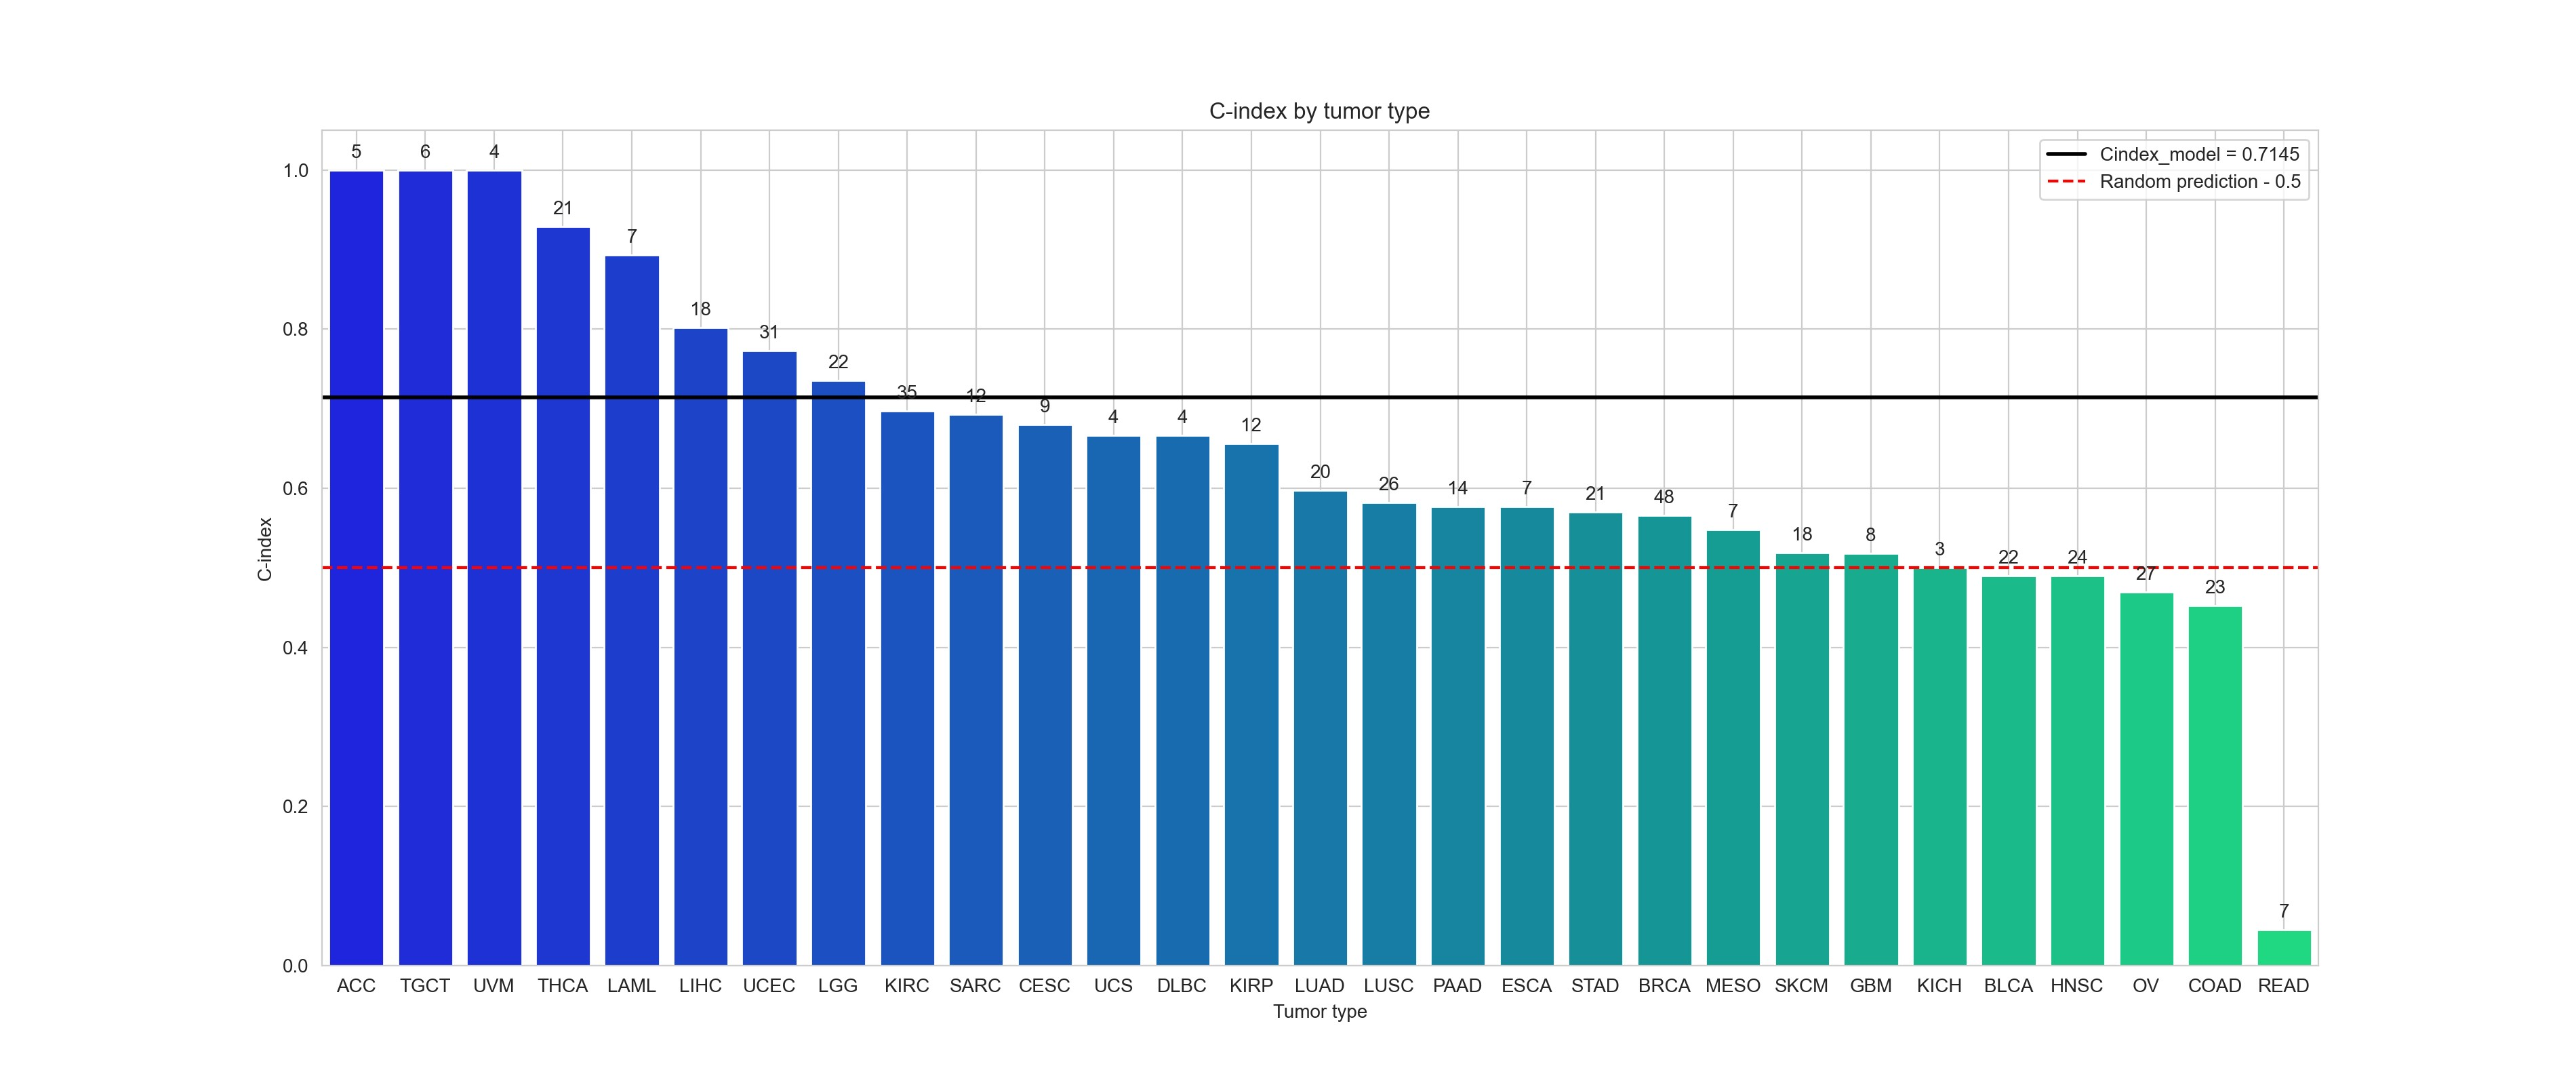 C-index by tumor type
Cindex_model = 0.7145
Random prediction - 0.5
C-index
1.0
0.8
0.6
0.4
0.2
0.0
5 6 4 21 7 18 31 22 35 12 9 4 4 12 20 26 14 7 21 48 7 18 8 3 22 24 27 23 7
ACC TGCT UVM THCA LAML LIHC UCEC LGG KIRC SARC CESC UCS DLBC KIRP LUAD LUSC PAAD ESCA STAD BRCA MESO SKCM GBM KICH BLCA HNSC OV COAD READ
Tumor type